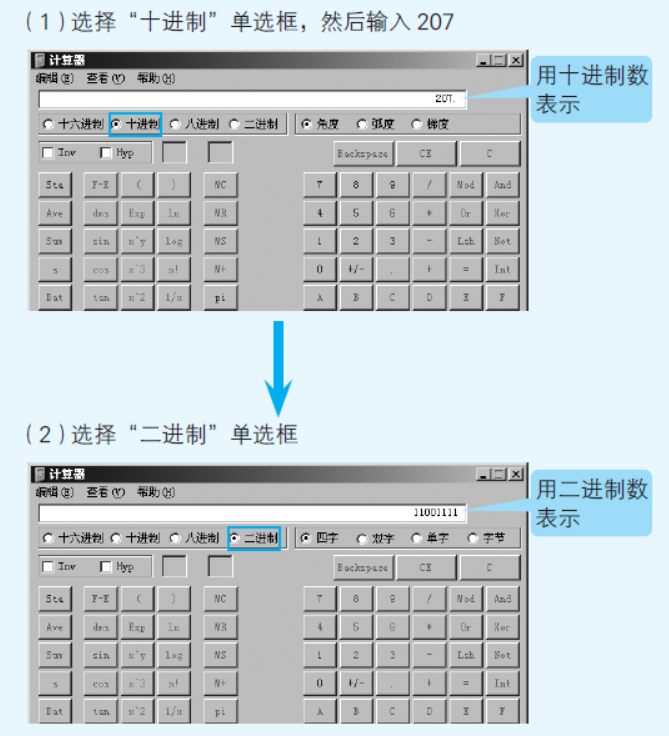 (1)选择“十进制”单选框，然后输入207
计算器
编辑(E) 查看(V) 帮助(H)
207.
用十进制数
表示
十六进制 十进制 八进制 二进制 角度 弧度 梯度
Inv Hyp Backspace CE C
Sta F-E ( ) MC 7 8 9 / Mod And
Ave dms Exp ln MR 4 5 6 * Or Xor
Sum sin x^y log MS 1 2 3 - Lsh Not
s cos x^3 n! M+ 0 +/- . + = Int
Dat tan x^2 1/x pi A B C D E F
(2)选择“二进制”单选框
计算器
编辑(E) 查看(V) 帮助(H)
11001111
用二进制数
表示
十六进制 十进制 八进制 二进制 四字 双字 单字 字节
Inv Hyp Backspace CE C
Sta F-E ( ) MC 7 8 9 / Mod And
Ave dms Exp ln MR 4 5 6 * Or Xor
Sum sin x^y log MS 1 2 3 - Lsh Not
s cos x^3 n! M+ 0 +/- . + = Int
Dat tan x^2 1/x pi A B C D E F